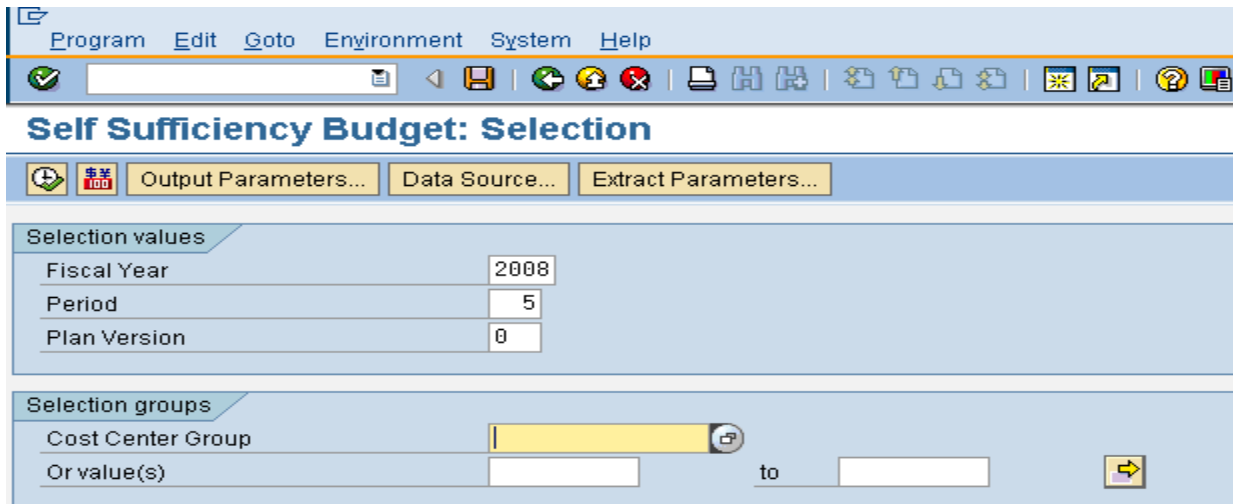 Program Edit Goto Environment System Help
Self Sufficiency Budget: Selection
Output Parameters... Data Source... Extract Parameters...
Selection values
Fiscal Year 2008
Period 5
Plan Version 0
Selection groups
Cost Center Group
Or value(s) to